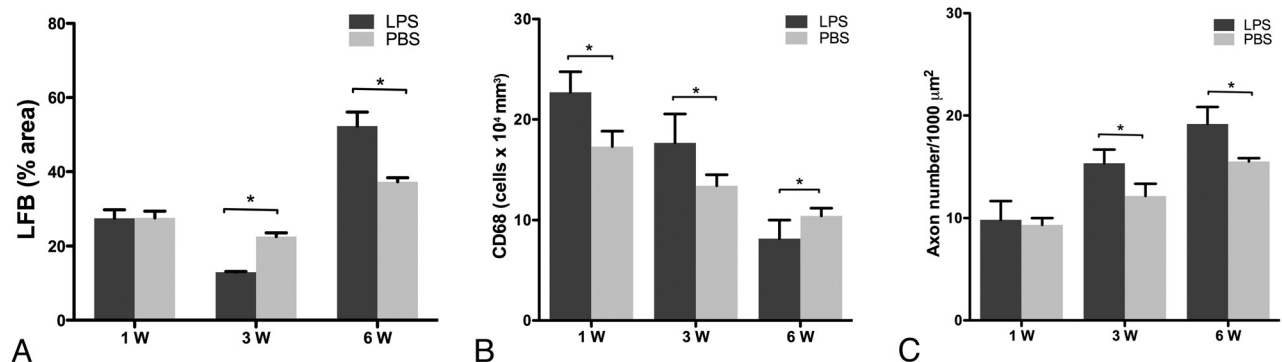 80
60
40
20
0
LFB (% area)
LPS
PBS
*
*
1 W
3 W
6 W
A
30
20
10
0
CD68 (cells x 10⁴ mm³)
LPS
PBS
*
*
*
1 W
3 W
6 W
B
30
20
10
0
Axon number/1000 μm²
LPS
PBS
*
*
1 W
3 W
6 W
C